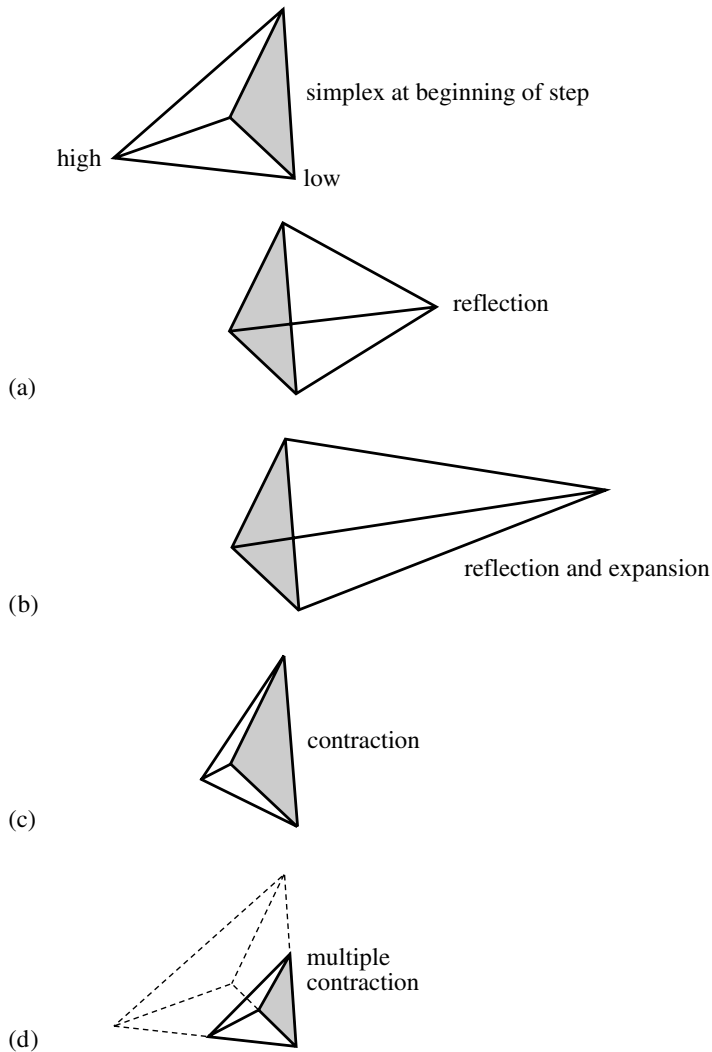 simplex at beginning of step
high
low
reflection
(a)
reflection and expansion
(b)
contraction
(c)
multiple
contraction
(d)